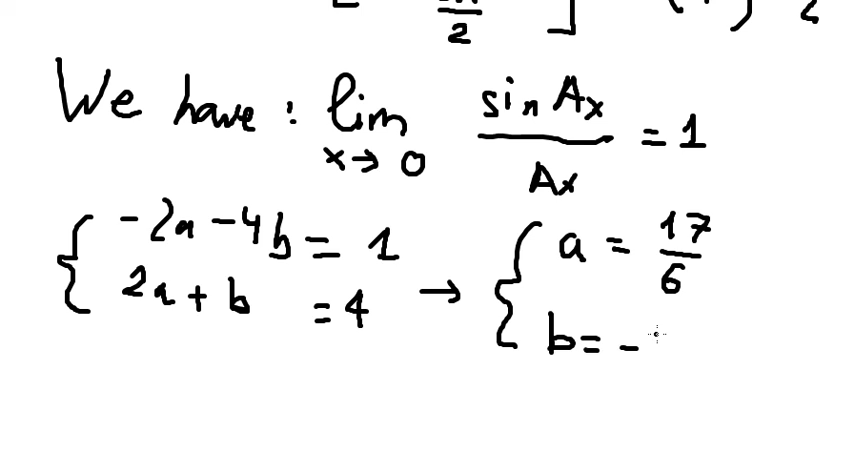 We have : lim x→0 sin Ax / Ax = 1
{ -2a - 4b = 1
2a + b = 4 → { a = 17/6
b = -